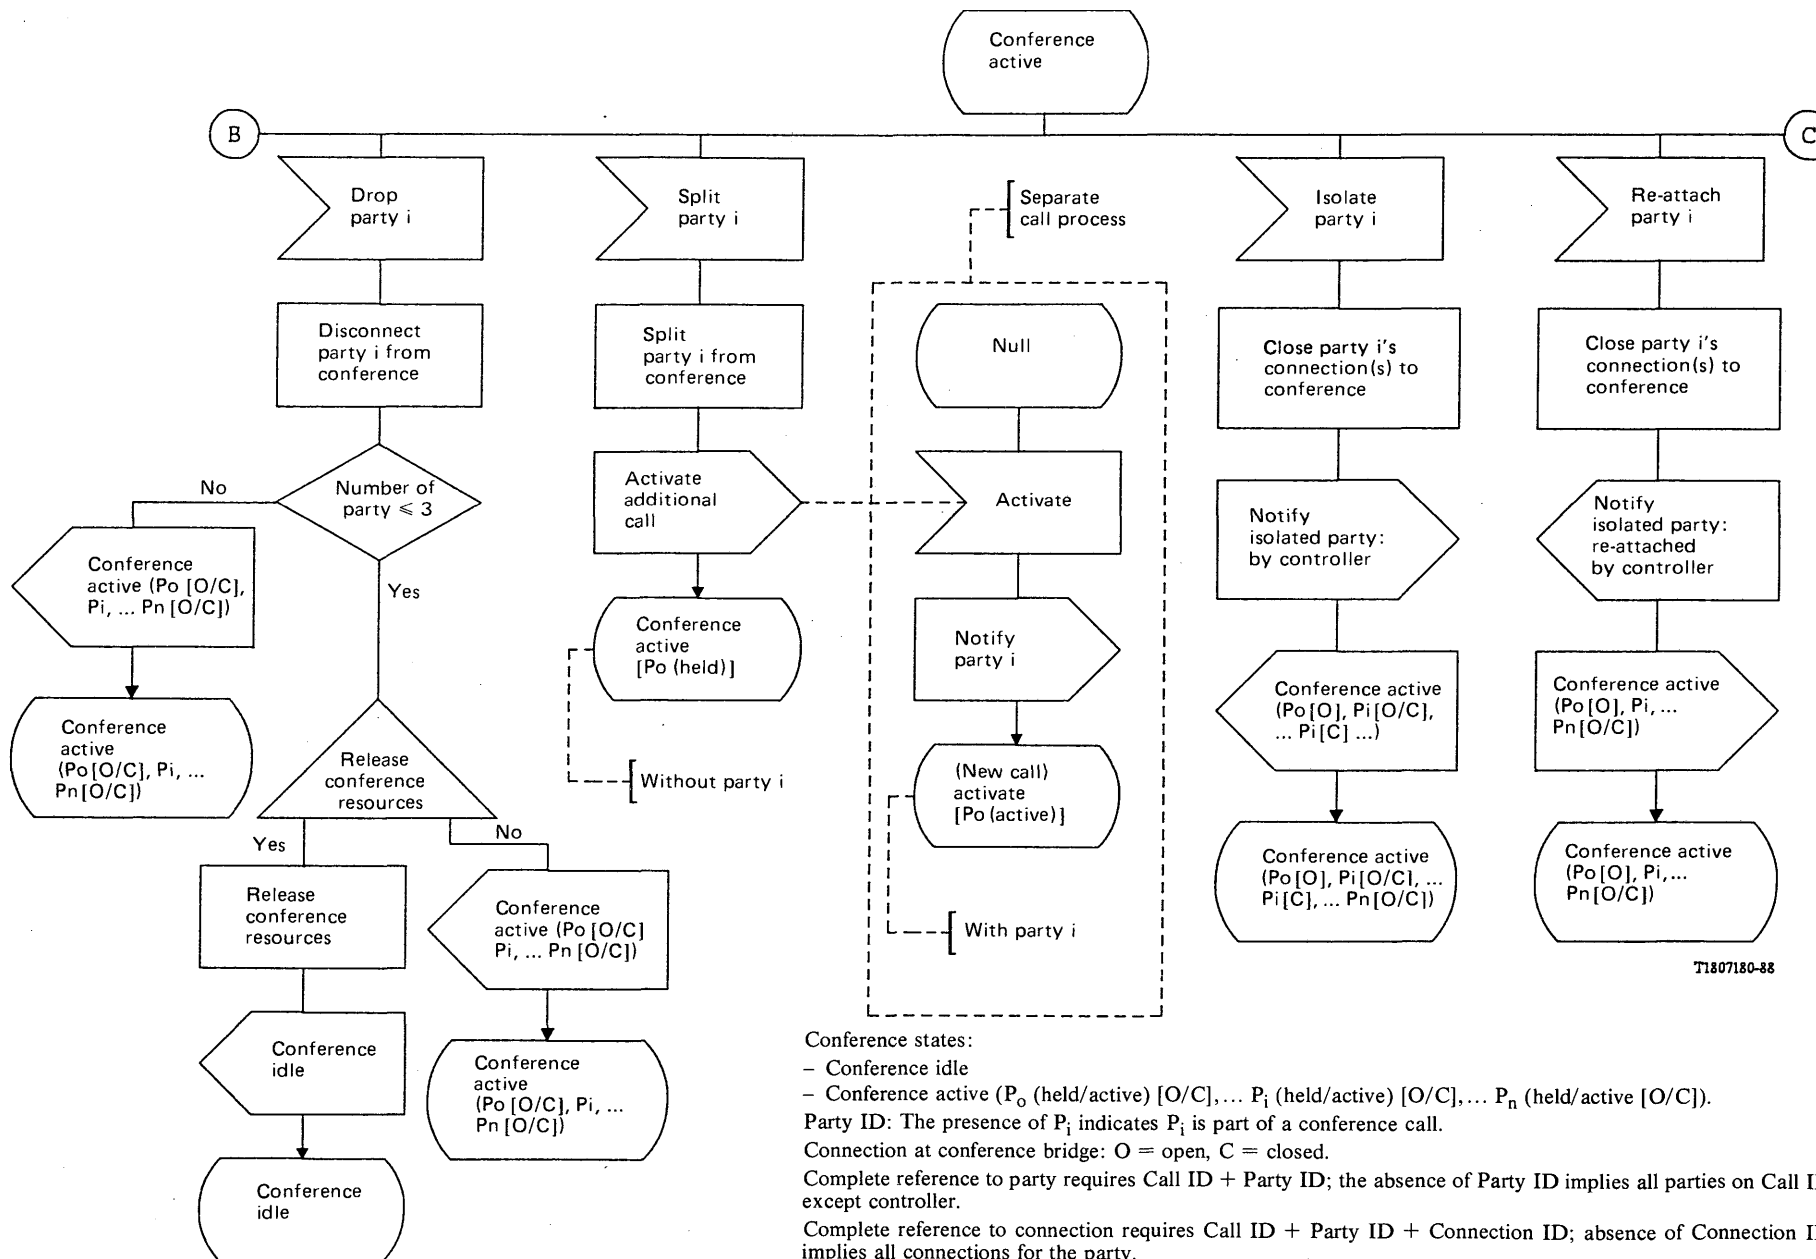 Conference
active
B
C
Drop
party i
Split
party i
Separate
call process
Isolate
party i
Re-attach
party i
Disconnect
party i from
conference
Split
party i from
conference
Null
Close party i's
connection(s) to
conference
Close party i's
connection(s) to
conference
Number of
party ⩽ 3
No
Yes
Activate
additional
call
Activate
Notify
isolated party:
by controller
Notify
isolated party:
re-attached
by controller
Conference
active (Po [O/C],
Pi, ... Pn [O/C])
Conference
active
[Po (held)]
Notify
party i
Conference active
(Po [O], Pi [O/C],
... Pi [C] ...)
Conference active
(Po [O], Pi, ...
Pn [O/C])
Conference
active
(Po [O/C], Pi, ...
Pn [O/C])
Release
conference
resources
Without party i
(New call)
activate
[Po (active)]
Yes
No
Conference active
(Po [O], Pi [O/C], ...
Pi [C], ... Pn [O/C])
Conference active
(Po [O], Pi, ...
Pn [O/C])
Release
conference
resources
Conference
active (Po [O/C]
Pi, ... Pn [O/C])
With party i
T1807180-88
Conference
idle
Conference
active
(Po [O/C], Pi, ...
Pn [O/C])
Conference
idle
Conference states:
– Conference idle
– Conference active (Po (held/active) [O/C], ... Pi (held/active) [O/C], ... Pn (held/active [O/C]).
Party ID: The presence of Pi indicates Pi is part of a conference call.
Connection at conference bridge: O = open, C = closed.
Complete reference to party requires Call ID + Party ID; the absence of Party ID implies all parties on Call
except controller.
Complete reference to connection requires Call ID + Party ID + Connection ID; absence of Connection
implies all connections for the party.